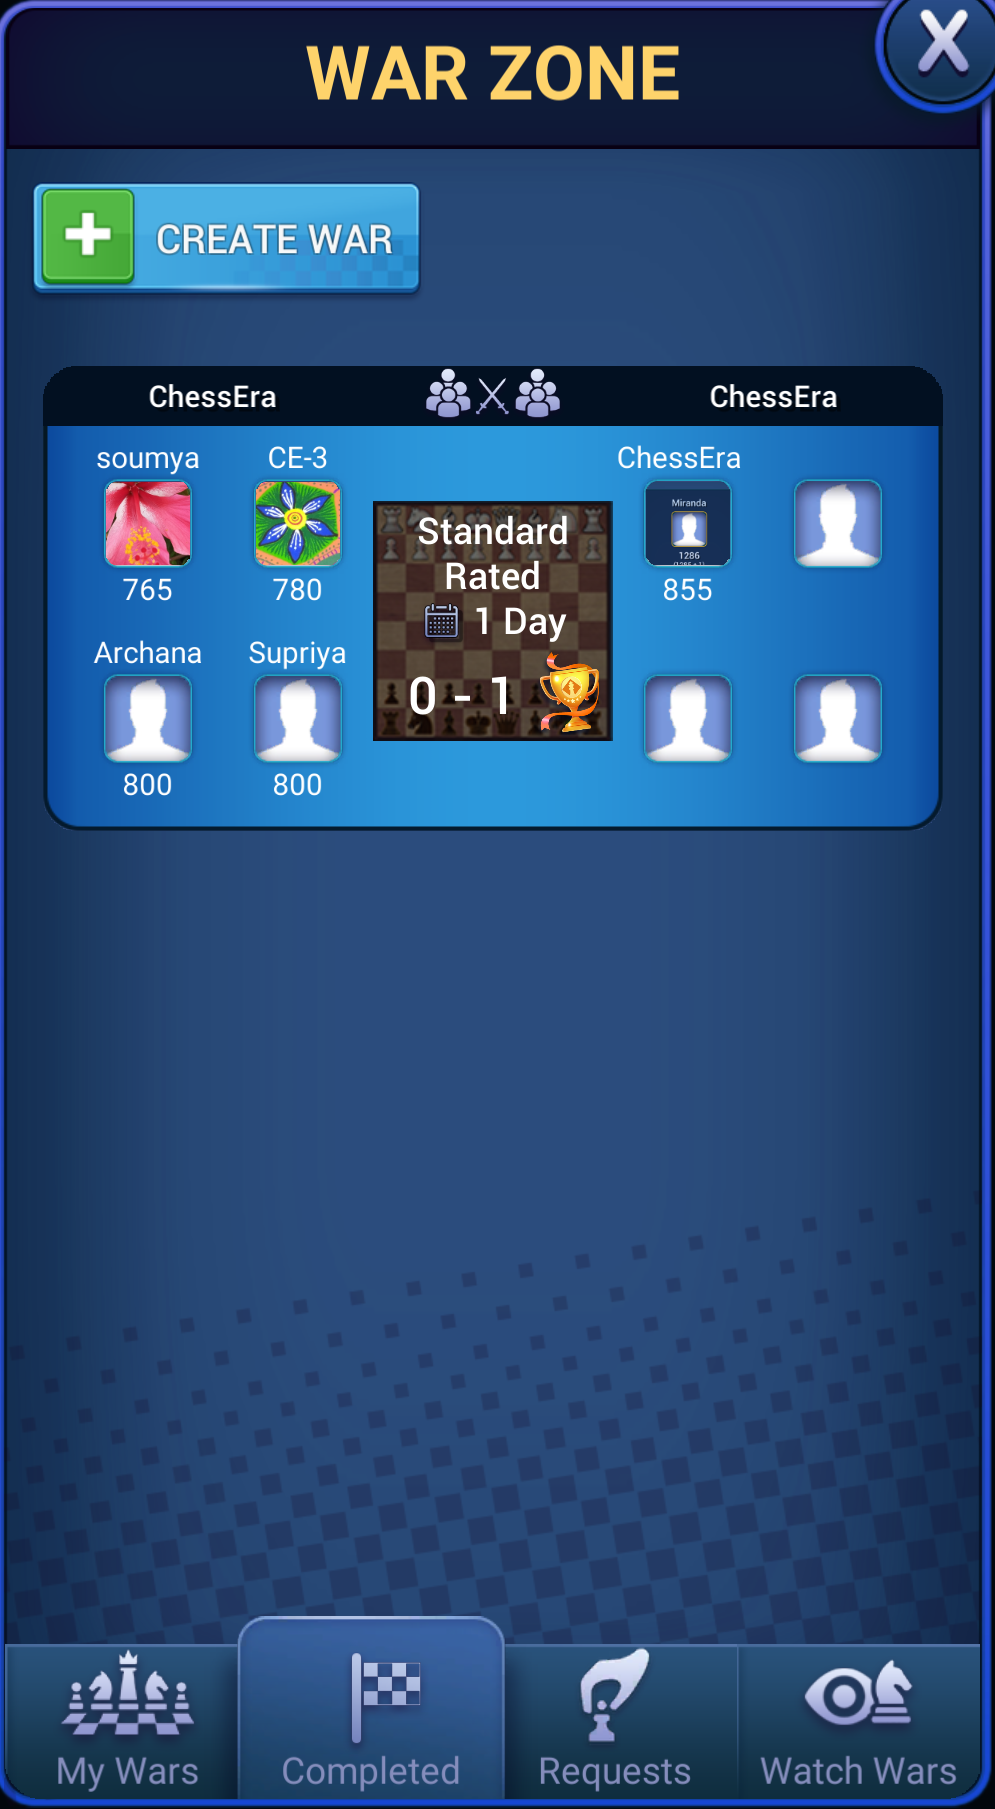 WAR ZONE
X
CREATE WAR
ChessEra
ChessEra
soumya
CE-3
765
780
Archana
Supriya
800
800
Standard
Rated
1 Day
0 - 1
1
ChessEra
Miranda
1286
855
My Wars
Completed
Requests
Watch Wars